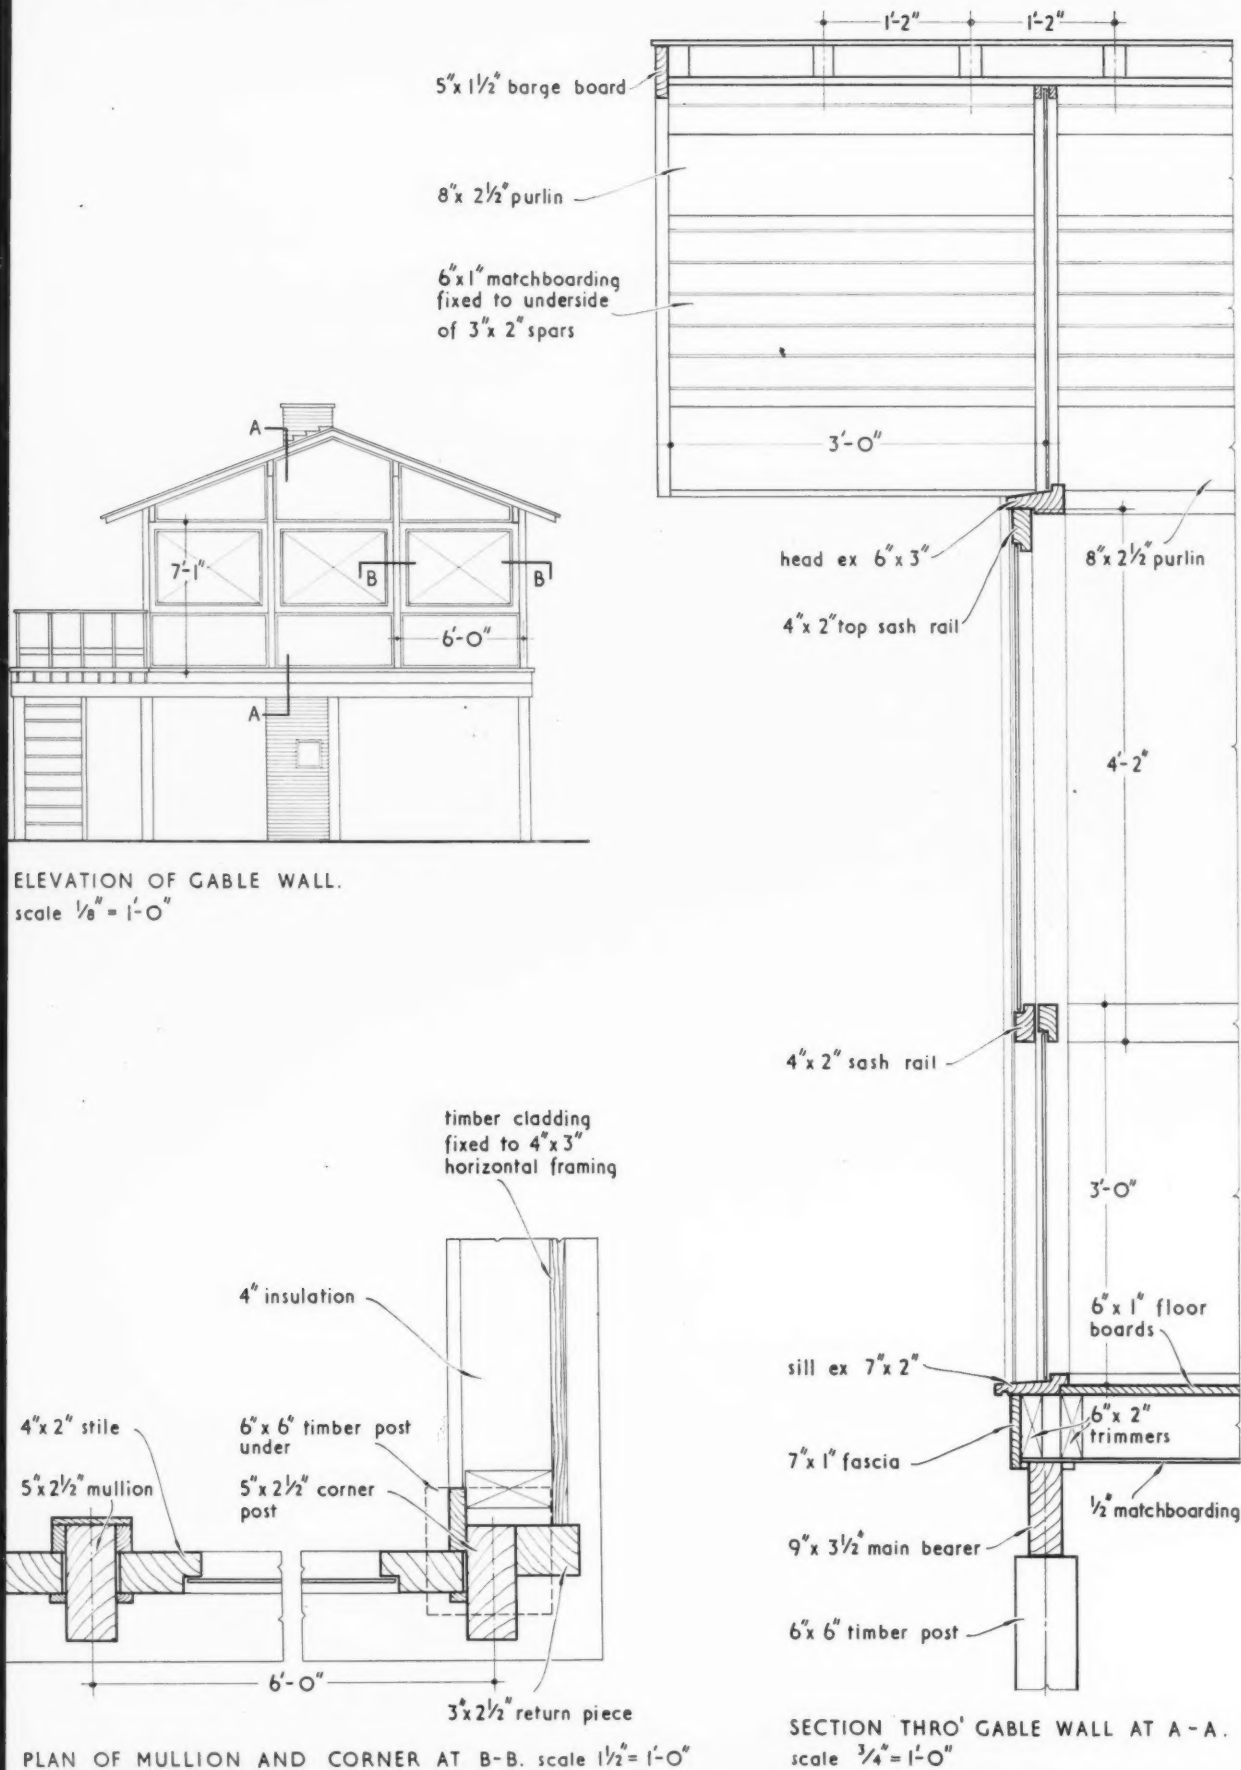 1'-2" 1'-2"
5"x 1½" barge board
8"x 2½" purlin
6"x 1" matchboarding
fixed to underside
of 3"x 2" spars
3'-0"
head ex 6"x 3"
8"x 2½" purlin
4"x 2" top sash rail
4'-2"
4"x 2" sash rail
3'-0"
6"x 1" floor
boards
sill ex 7"x 2"
6"x 2"
trimmers
7"x 1" fascia
½" matchboarding
9"x 3½" main bearer
6"x 6" timber post
SECTION THRO' GABLE WALL AT A-A.
scale ¾"= 1'-0"
A
7'-1"
B B
6'-0"
A
ELEVATION OF GABLE WALL.
scale ⅛"= 1'-0"
timber cladding
fixed to 4"x 3"
horizontal framing
4" insulation
4"x 2" stile
6"x 6" timber post
under
5"x 2½" mullion
5"x 2½" corner
post
6'-0"
3"x 2½" return piece
PLAN OF MULLION AND CORNER AT B-B. scale 1½"= 1'-0"